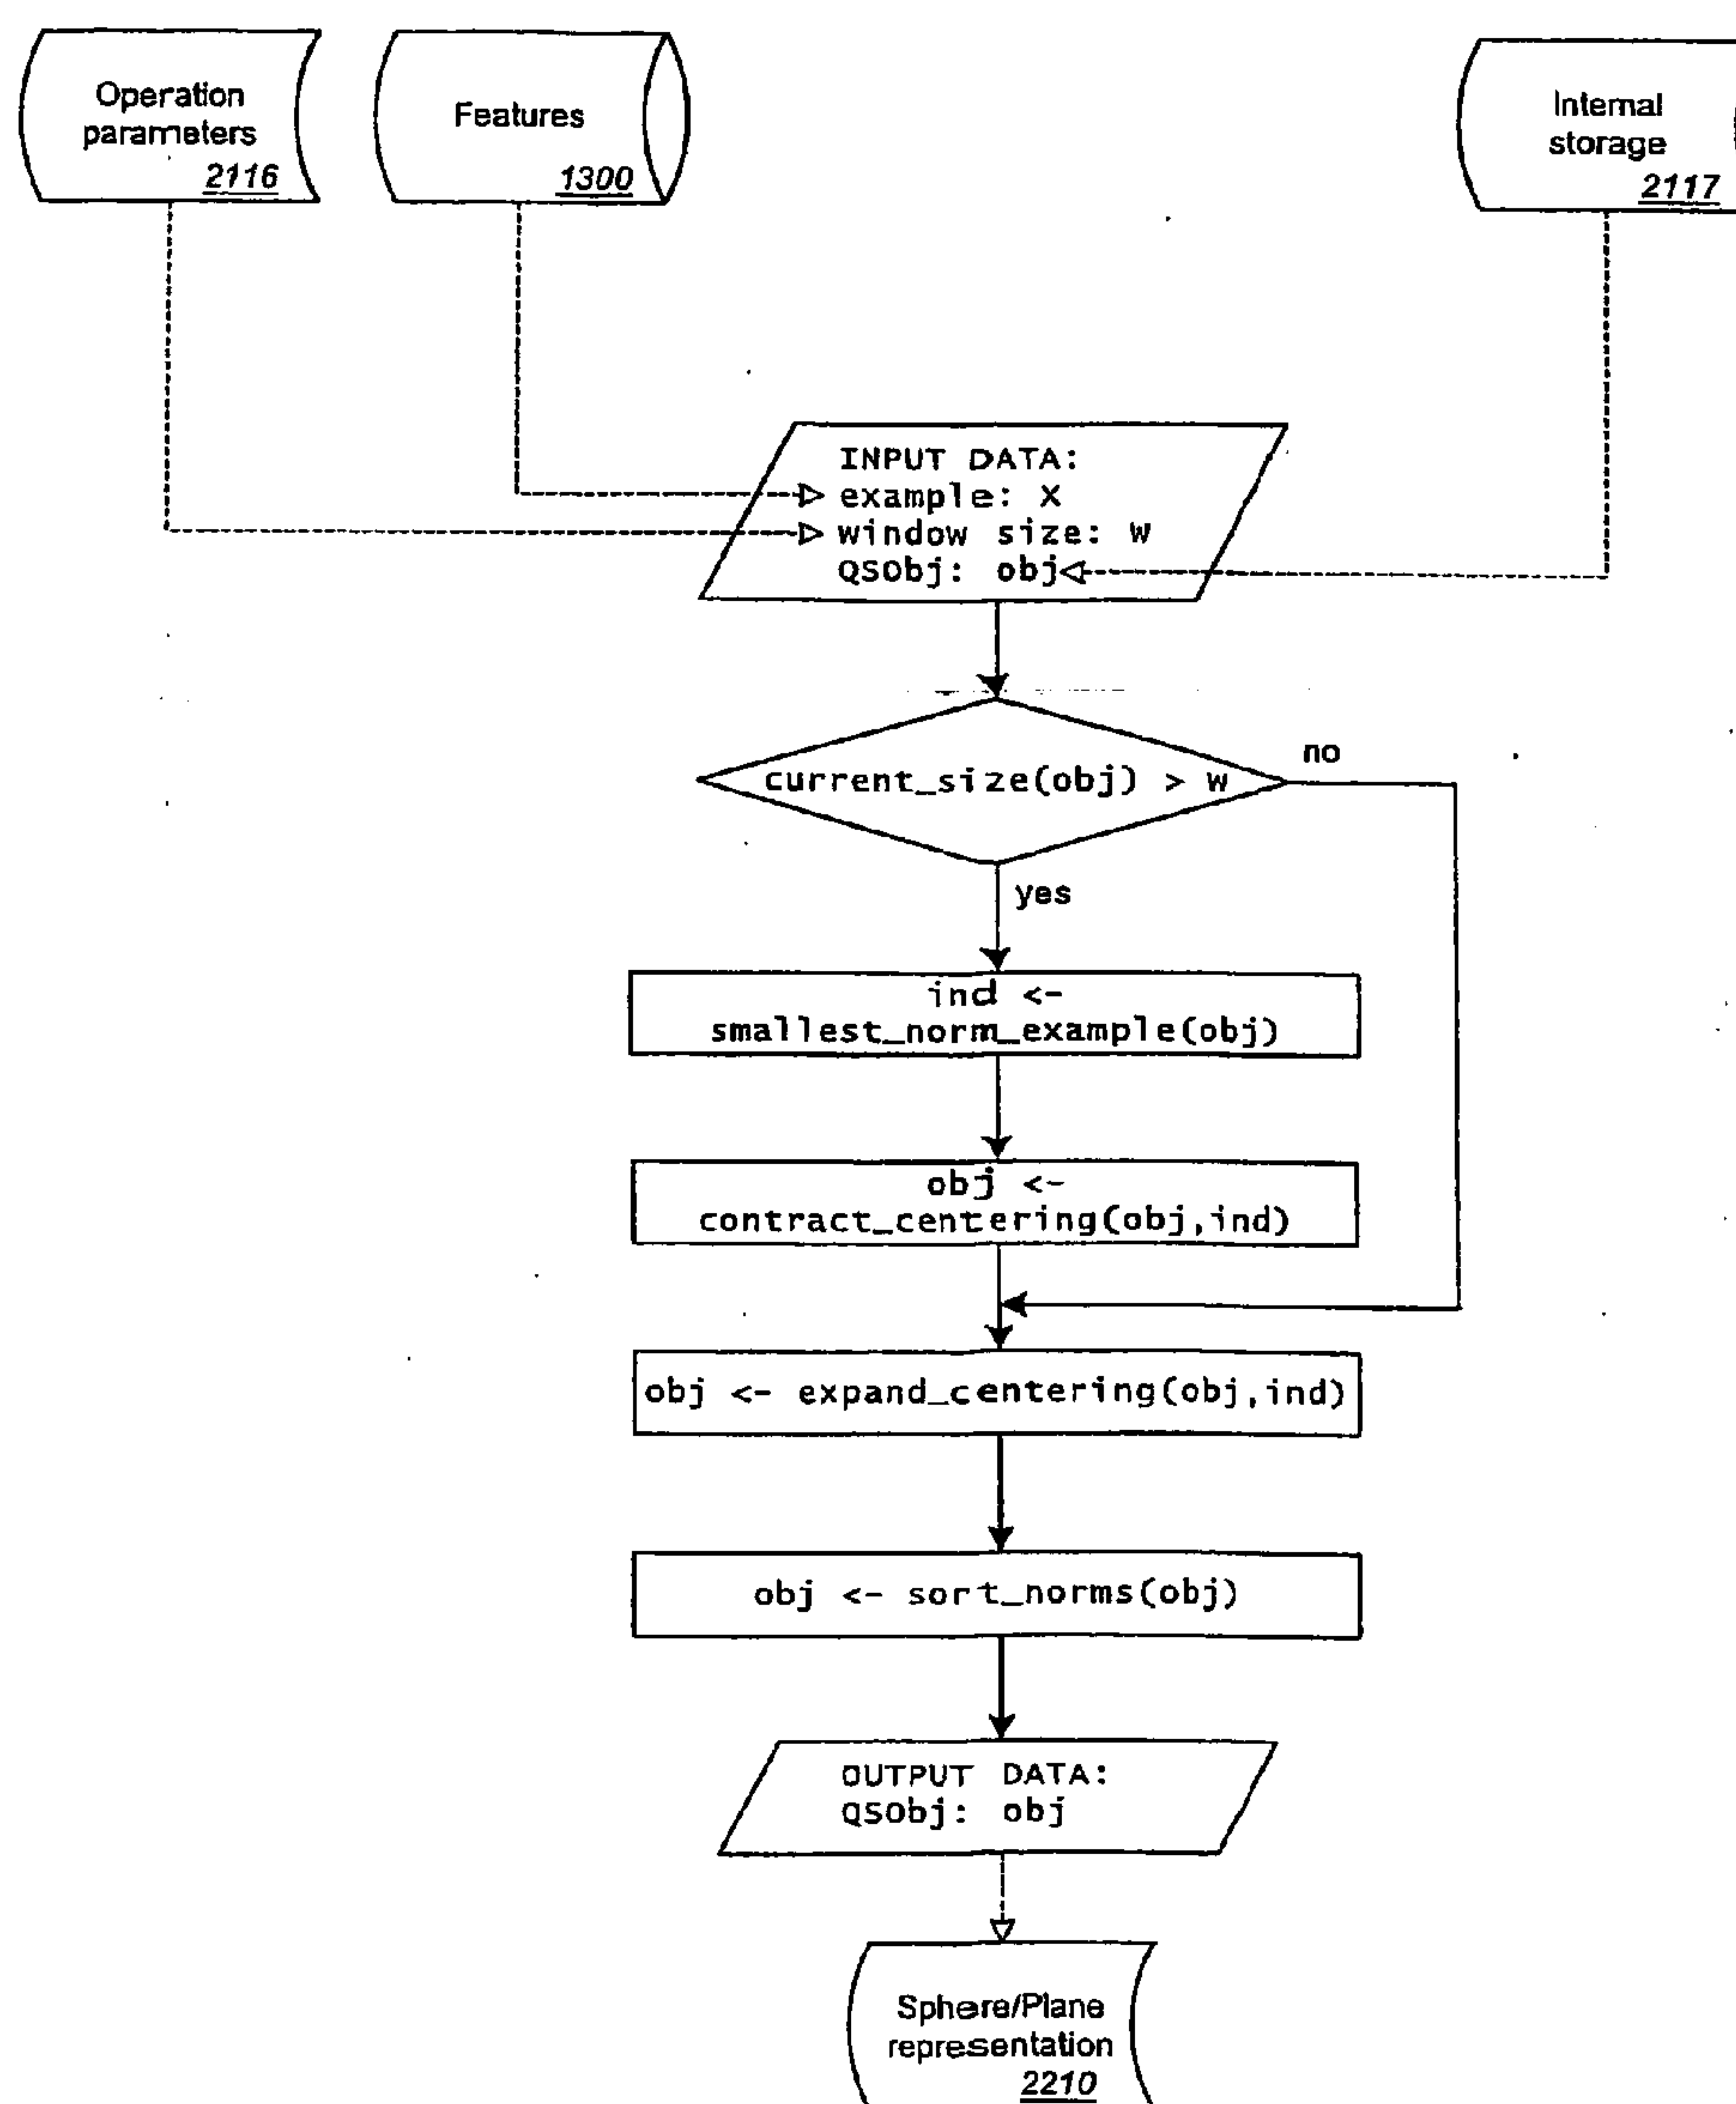 Operation
parameters
2116
Features
1300
Internal
storage
2117
INPUT DATA:
example: X
window size: W
QSObj: obj
current_size(obj) > W
no
yes
ind <-
smallest_norm_example(obj)
obj <-
contract_centering(obj,ind)
obj <- expand_centering(obj,ind)
obj <- sort_norms(obj)
OUTPUT DATA:
QSObj: obj
Sphere/Plane
representation
2210